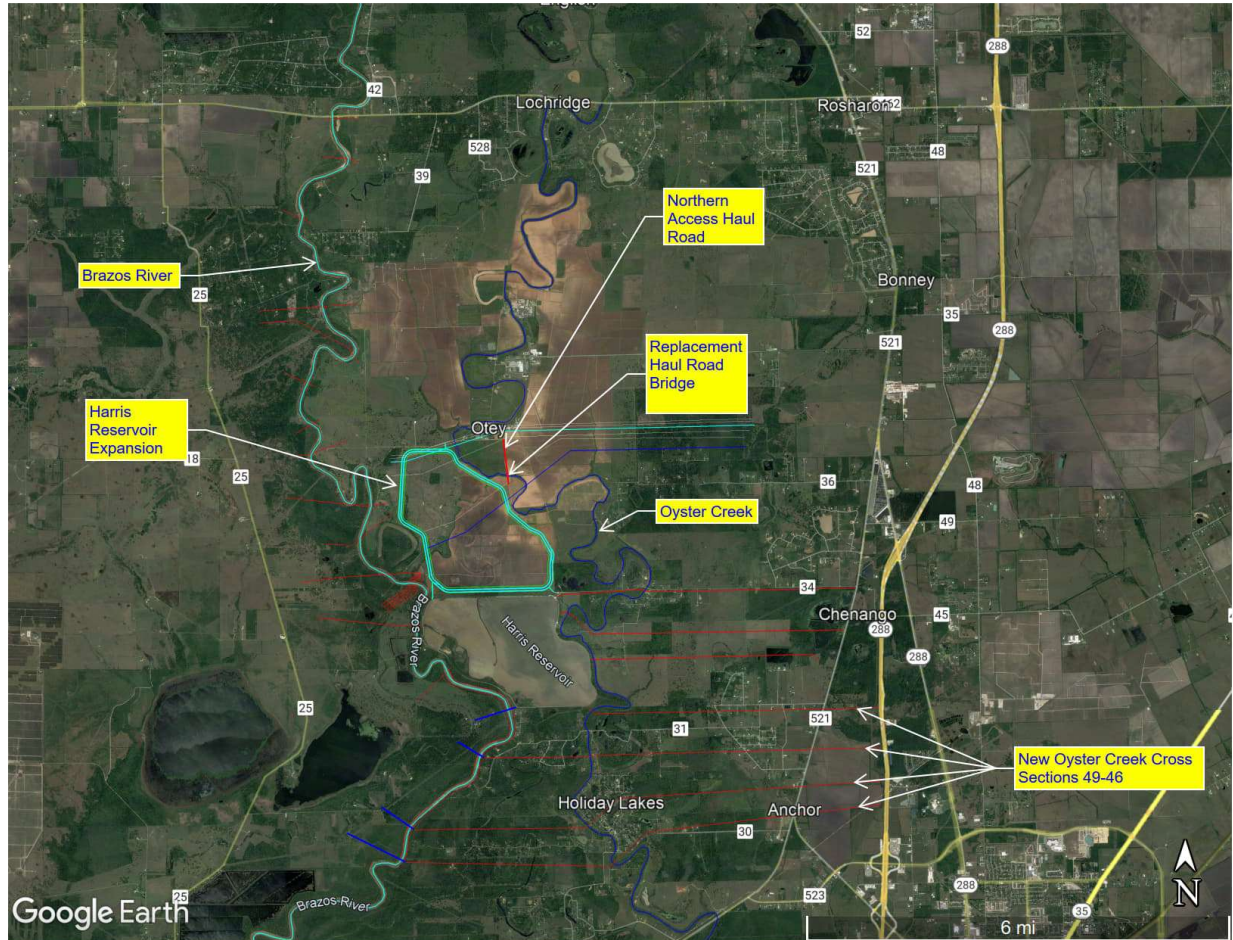 English
52
288
42
Lochridge
Rosharon
528
48
39
521
Northern
Access Haul
Road
Brazos River
25
Bonney
35
288
Replacement
Haul Road
Bridge
521
Harris
Reservoir
Expansion
Otey
18
25
36
48
Oyster Creek
49
34
Brazos River
Chenango
45
288
288
Harris Reservoir
25
31
521
New Oyster Creek Cross
Sections 49-46
Holiday Lakes
Anchor
30
25
523
288
35
Brazos River
Google Earth
N
6 mi